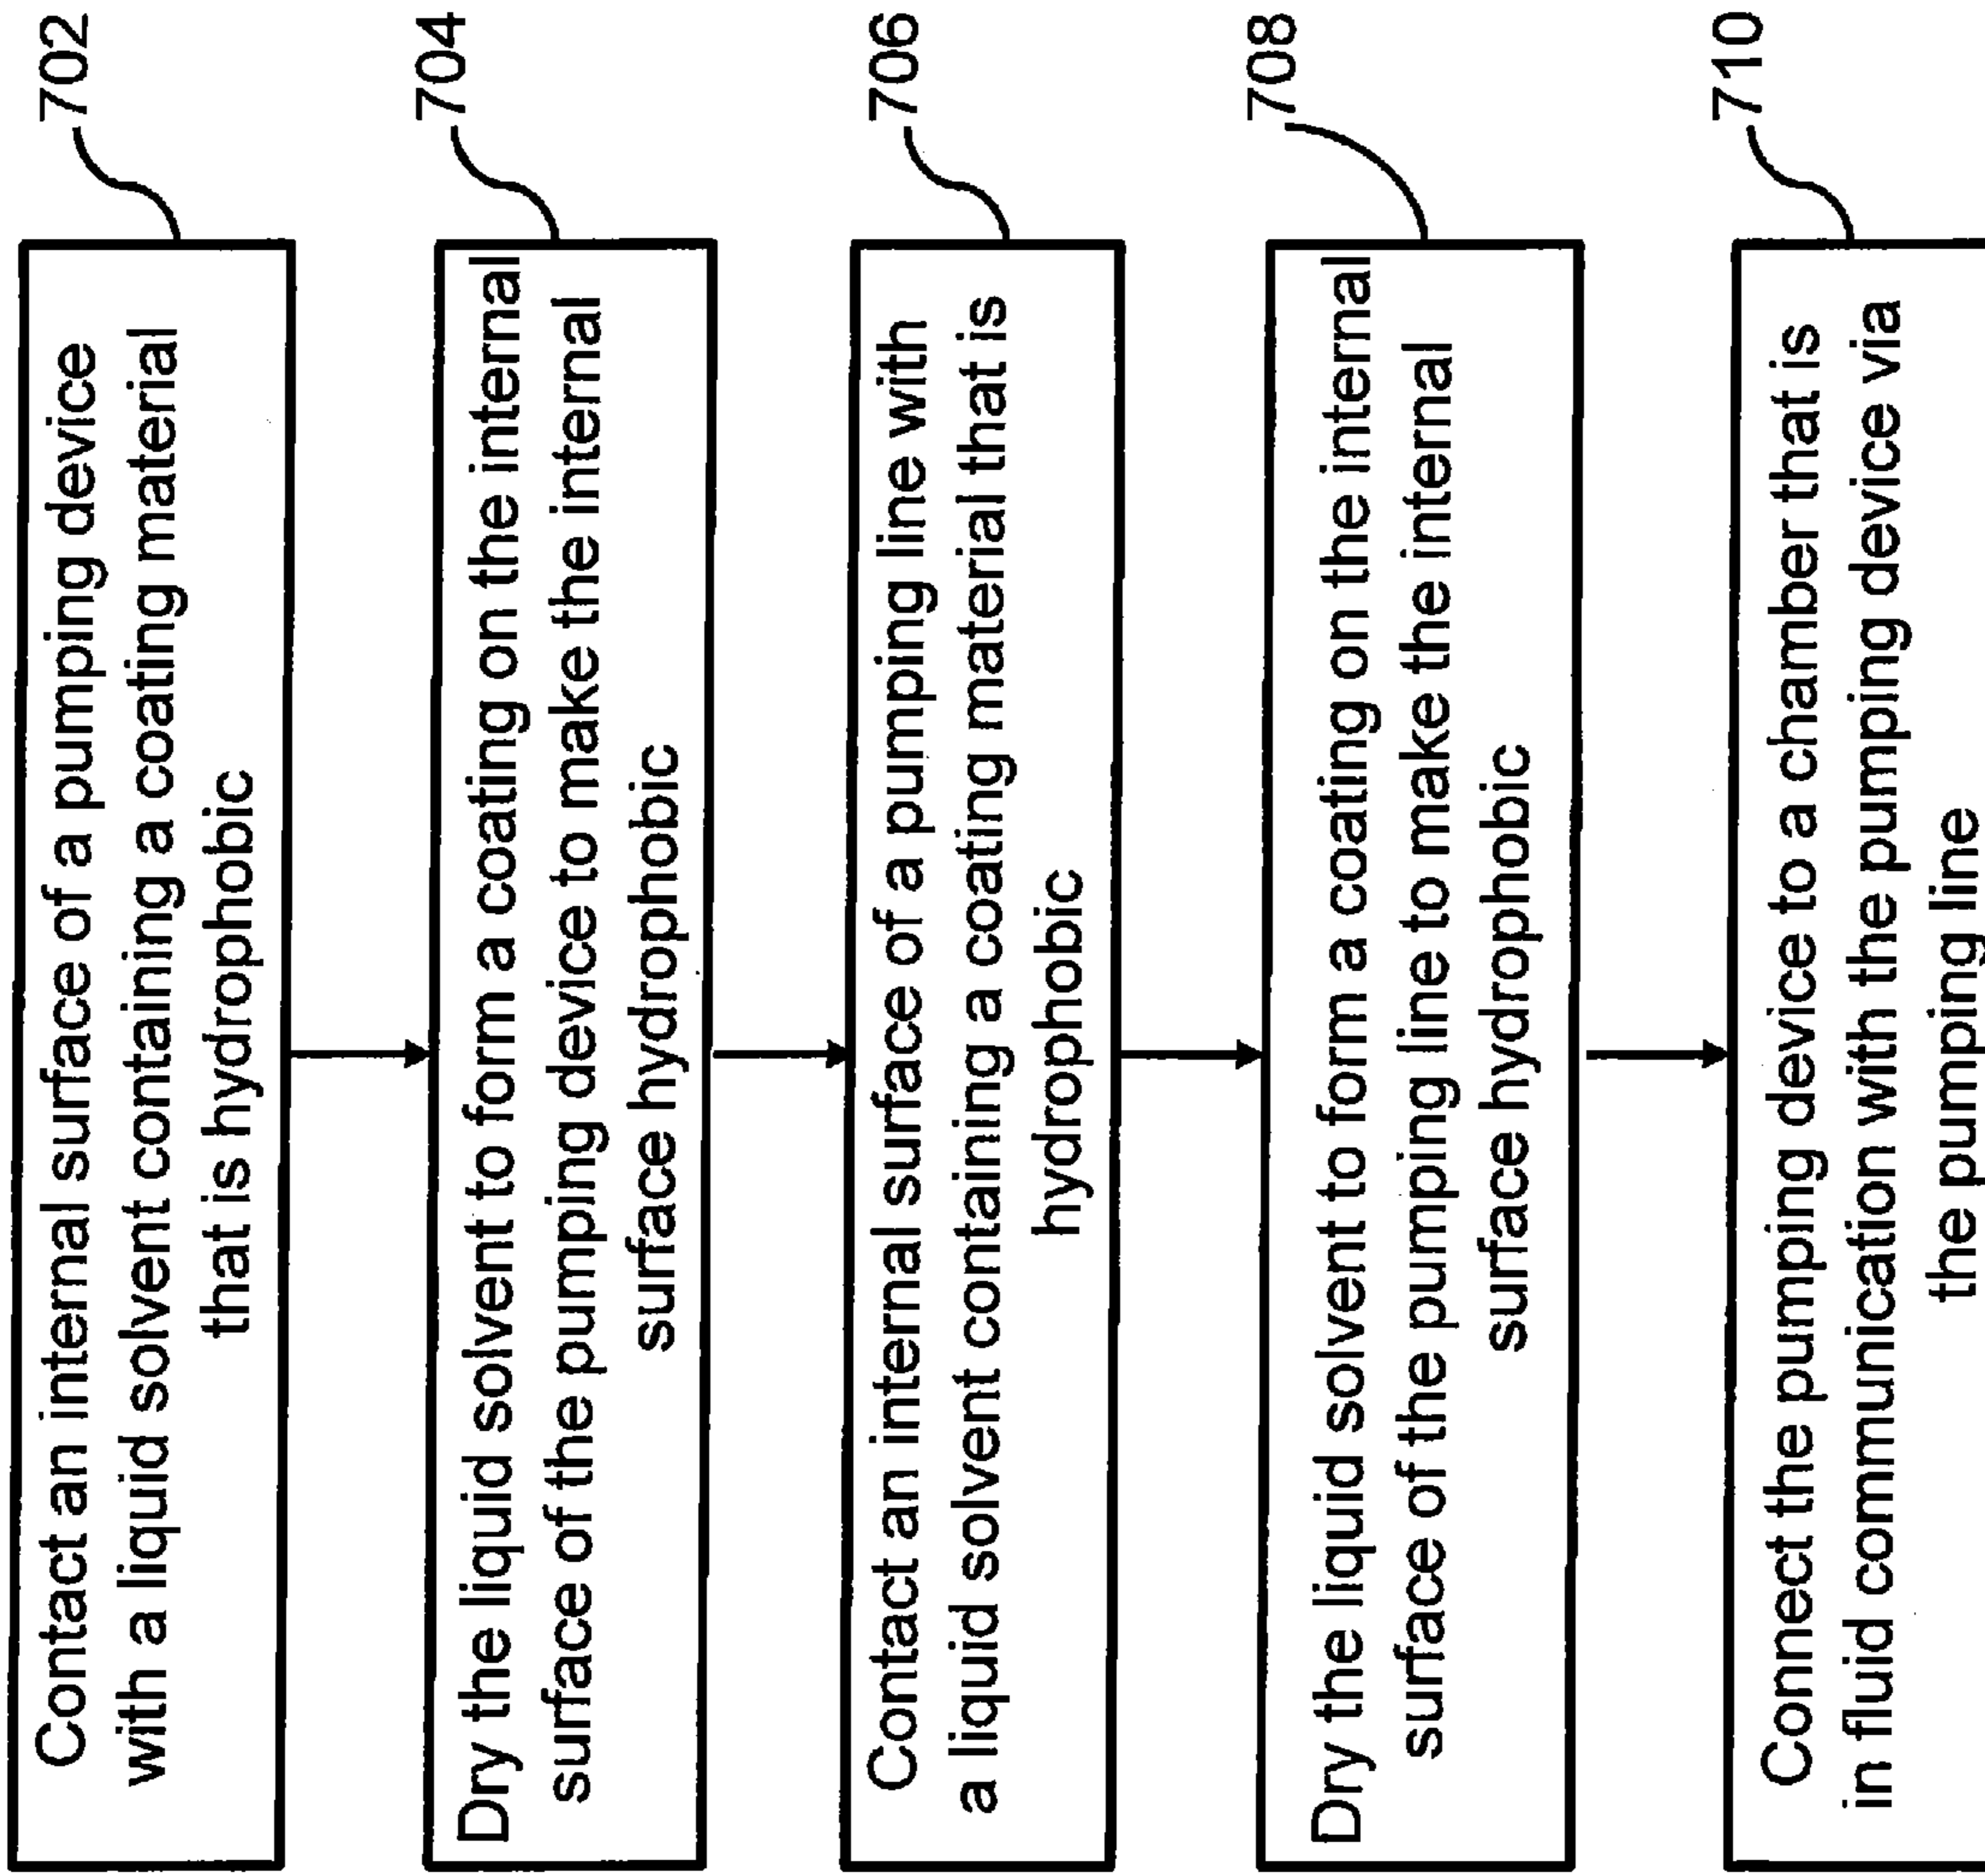 Contact an internal surface of a pumping device
with a liquid solvent containing a coating material
that is hydrophobic
702
Dry the liquid solvent to form a coating on the internal
surface of the pumping device to make the internal
surface hydrophobic
704
Contact an internal surface of a pumping line with
a liquid solvent containing a coating material that is
hydrophobic
706
Dry the liquid solvent to form a coating on the internal
surface of the pumping line to make the internal
surface hydrophobic
708
Connect the pumping device to a chamber that is
in fluid communication with the pumping device via
the pumping line
710